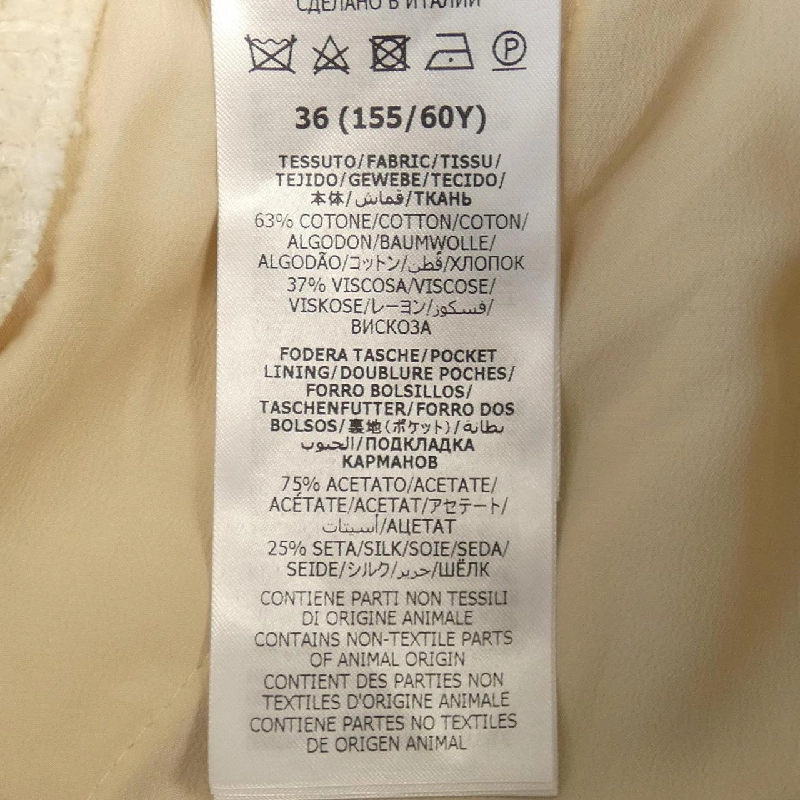 СДЕЛАНО В ИТАЛИИ
P
36 (155/60Y)
TESSUTO/FABRIC/TISSU/
TEJIDO/GEWEBE/TECIDO/
本体/قماش/ТКАНЬ
63% COTONE/COTTON/COTON/
ALGODON/BAUMWOLLE/
ALGODÃO/コットン/قطن/ХЛОПОК
37% VISCOSA/VISCOSE/
VISKOSE/レーヨン/فسكوز/
ВИСКОЗА
FODERA TASCHE/POCKET
LINING/DOUBLURE POCHES/
FORRO BOLSILLOS/
TASCHENFUTTER/FORRO DOS
BOLSOS/裏地(ポケット)/بطانة
الجيوب/ПОДКЛАДКА
КАРМАНОВ
75% ACETATO/ACETATE/
ACÉTATE/ACETAT/アセテート/
أسيتات/АЦЕТАТ
25% SETA/SILK/SOIE/SEDA/
SEIDE/シルク/حرير/ШЁЛК
CONTIENE PARTI NON TESSILI
DI ORIGINE ANIMALE
CONTAINS NON-TEXTILE PARTS
OF ANIMAL ORIGIN
CONTIENT DES PARTIES NON
TEXTILES D'ORIGINE ANIMALE
CONTIENE PARTES NO TEXTILES
DE ORIGEN ANIMAL